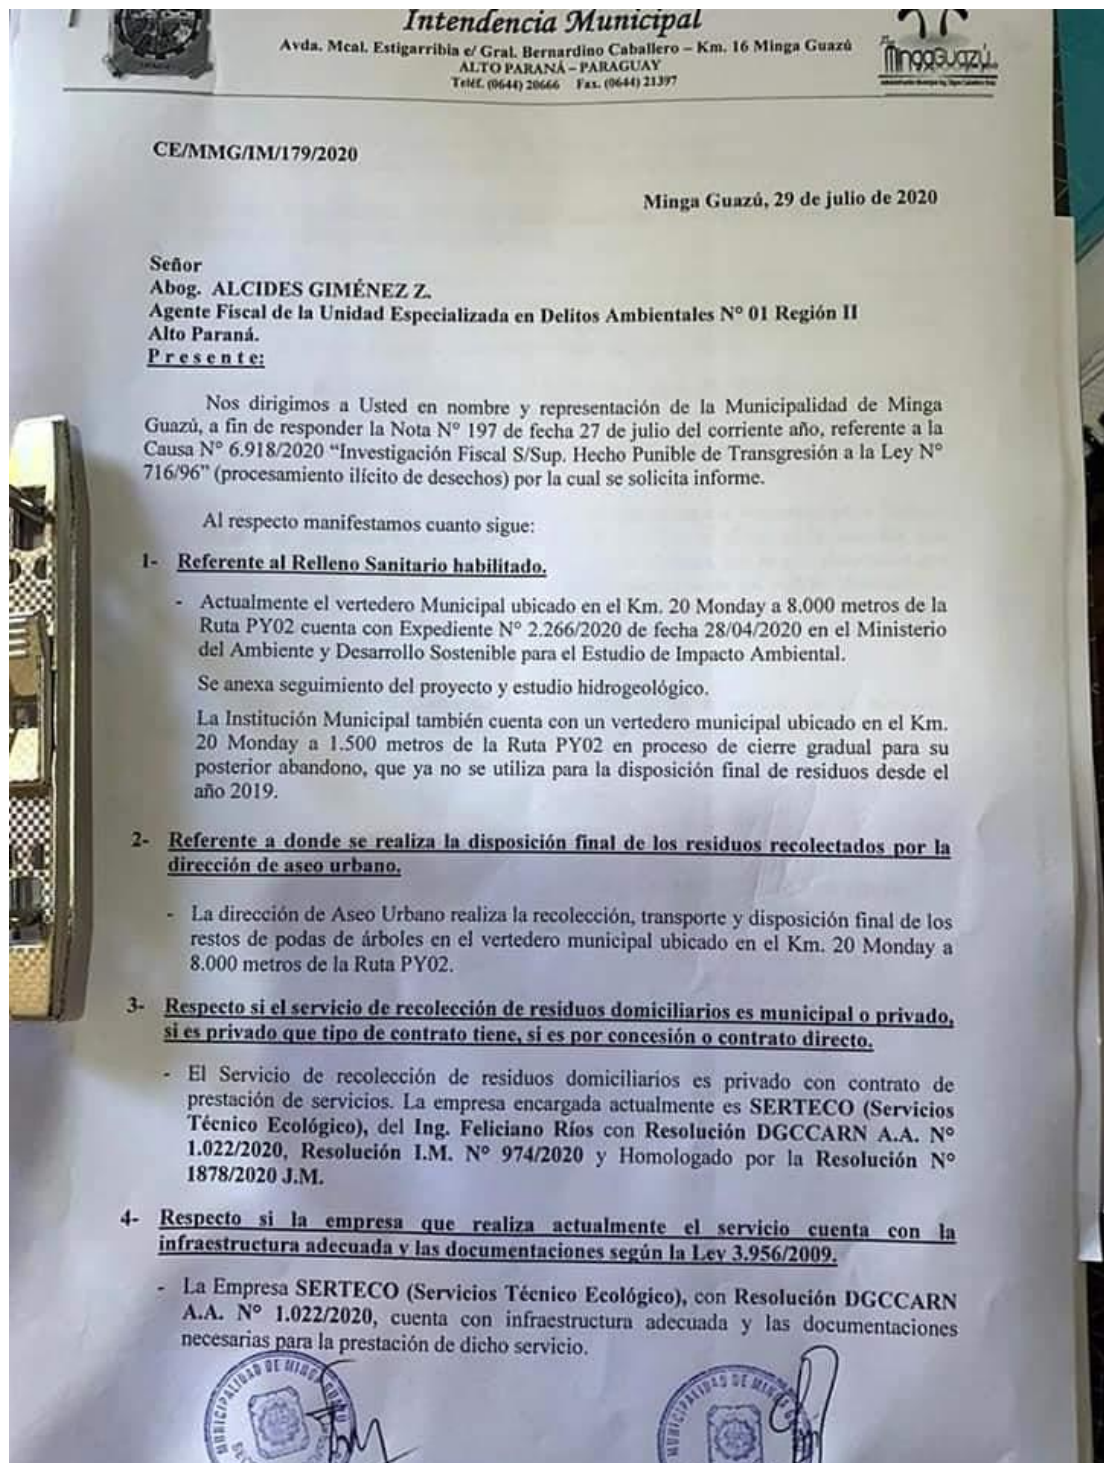 Intendencia Municipal
Avda. Mcal. Estigarribia c/ Gral. Bernardino Caballero – Km. 16 Minga Guazú
ALTO PARANÁ – PARAGUAY
Teléf. (0644) 20666 Fax. (0644) 21397
MingaGuazú
CE/MMG/IM/179/2020
Minga Guazú, 29 de julio de 2020
Señor
Abog. ALCIDES GIMÉNEZ Z.
Agente Fiscal de la Unidad Especializada en Delitos Ambientales N° 01 Región II
Alto Paraná.
P r e s e n t e:
Nos dirigimos a Usted en nombre y representación de la Municipalidad de Minga
Guazú, a fin de responder la Nota N° 197 de fecha 27 de julio del corriente año, referente a la
Causa N° 6.918/2020 “Investigación Fiscal S/Sup. Hecho Punible de Transgresión a la Ley N°
716/96” (procesamiento ilícito de desechos) por la cual se solicita informe.
Al respecto manifestamos cuanto sigue:
1- Referente al Relleno Sanitario habilitado.
- Actualmente el vertedero Municipal ubicado en el Km. 20 Monday a 8.000 metros de la
Ruta PY02 cuenta con Expediente N° 2.266/2020 de fecha 28/04/2020 en el Ministerio
del Ambiente y Desarrollo Sostenible para el Estudio de Impacto Ambiental.
Se anexa seguimiento del proyecto y estudio hidrogeológico.
La Institución Municipal también cuenta con un vertedero municipal ubicado en el Km.
20 Monday a 1.500 metros de la Ruta PY02 en proceso de cierre gradual para su
posterior abandono, que ya no se utiliza para la disposición final de residuos desde el
año 2019.
2- Referente a donde se realiza la disposición final de los residuos recolectados por la
dirección de aseo urbano.
- La dirección de Aseo Urbano realiza la recolección, transporte y disposición final de los
restos de podas de árboles en el vertedero municipal ubicado en el Km. 20 Monday a
8.000 metros de la Ruta PY02.
3- Respecto si el servicio de recolección de residuos domiciliarios es municipal o privado,
si es privado que tipo de contrato tiene, si es por concesión o contrato directo.
- El Servicio de recolección de residuos domiciliarios es privado con contrato de
prestación de servicios. La empresa encargada actualmente es SERTECO (Servicios
Técnico Ecológico), del Ing. Feliciano Ríos con Resolución DGCCARN A.A. N°
1.022/2020, Resolución I.M. N° 974/2020 y Homologado por la Resolución N°
1878/2020 J.M.
4- Respecto si la empresa que realiza actualmente el servicio cuenta con la
infraestructura adecuada y las documentaciones según la Ley 3.956/2009.
- La Empresa SERTECO (Servicios Técnico Ecológico), con Resolución DGCCARN
A.A. N° 1.022/2020, cuenta con infraestructura adecuada y las documentaciones
necesarias para la prestación de dicho servicio.
MUNICIPALIDAD DE MINGA GUAZU
MUNICIPALIDAD DE MINGA